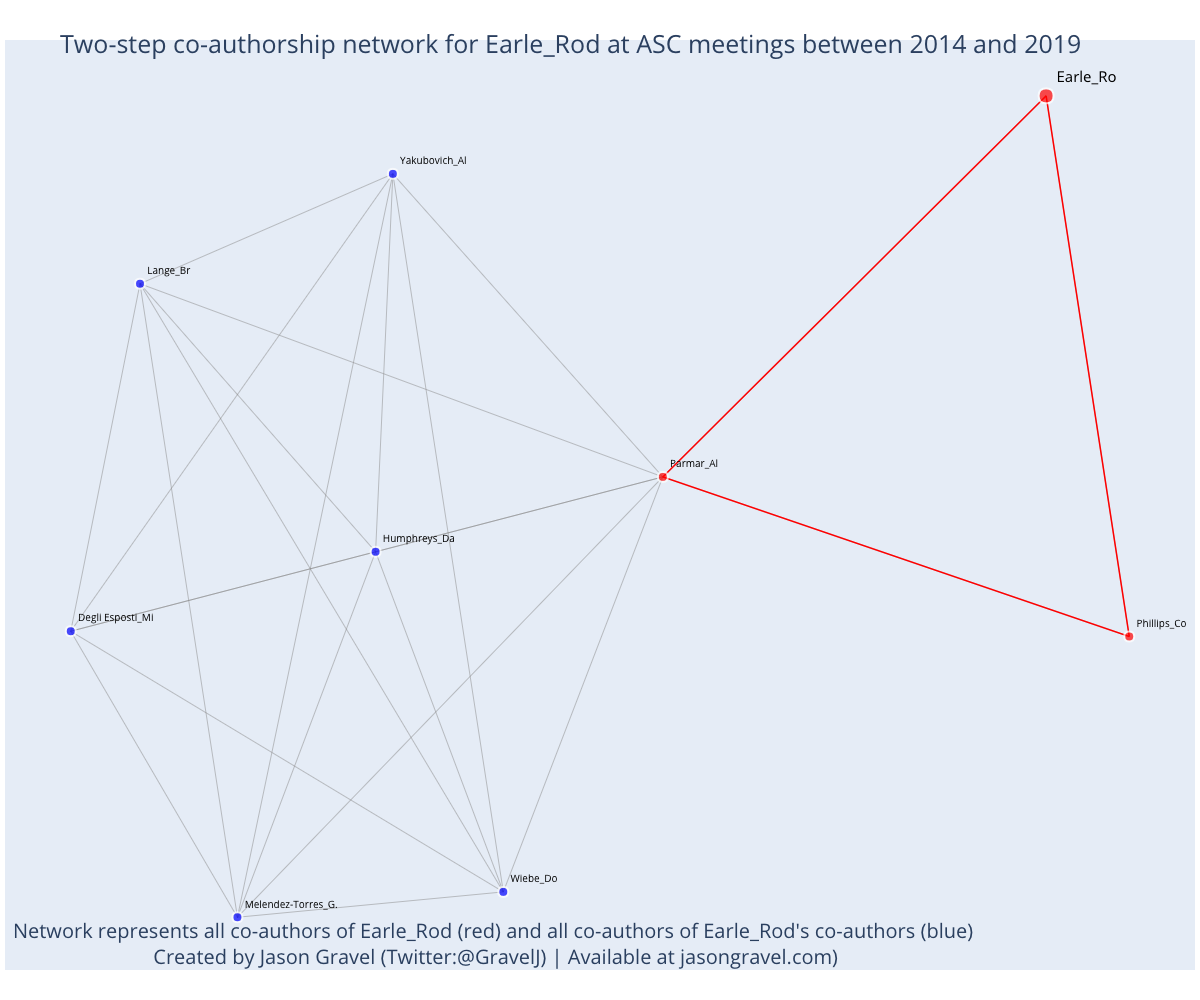 Two-step co-authorship network for Earle_Rod at ASC meetings between 2014 and 2019
Earle_Ro
Yakubovich_Al
Lange_Br
Parmar_Al
Humphreys_Da
Degli Esposti_Mi
Phillips_Co
Wiebe_Do
Melendez-Torres_G.
Network represents all co-authors of Earle_Rod (red) and all co-authors of Earle_Rod's co-authors (blue)
Created by Jason Gravel (Twitter:@GravelJ) | Available at jasongravel.com)